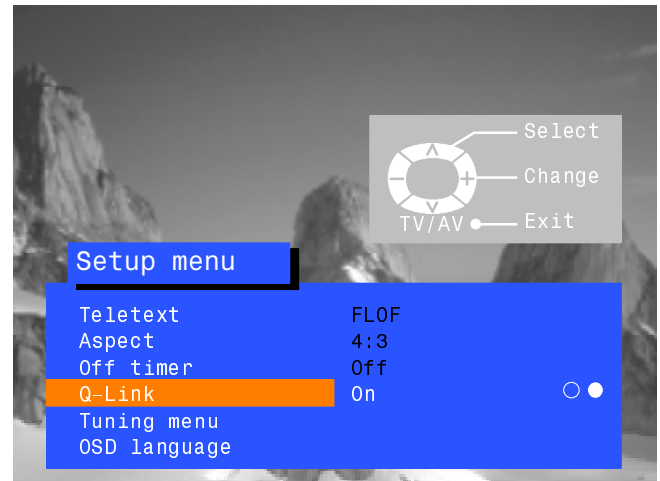 Select
Change
TV/AV Exit
Setup menu
Teletext FLOF
Aspect 4:3
Off timer Off
Q-Link On
Tuning menu
OSD language